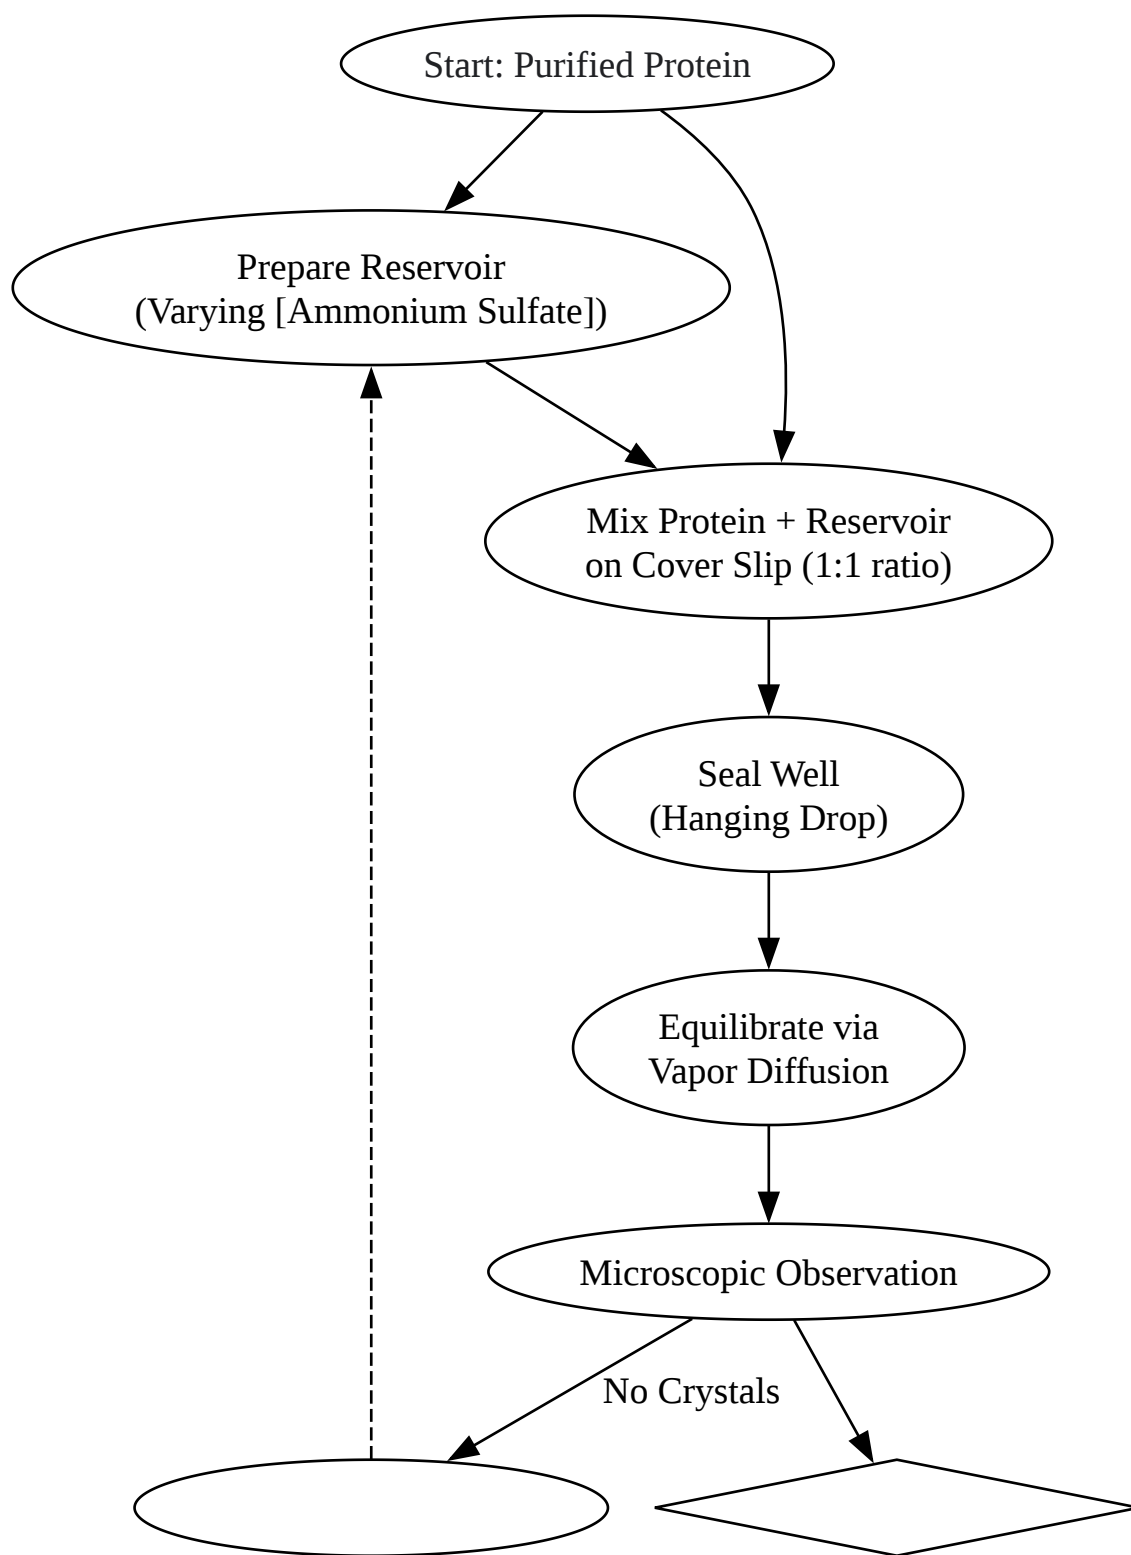 Start: Purified Protein
Prepare Reservoir
(Varying [Ammonium Sulfate])
Mix Protein + Reservoir
on Cover Slip (1:1 ratio)
Seal Well
(Hanging Drop)
Equilibrate via
Vapor Diffusion
Microscopic Observation
No Crystals